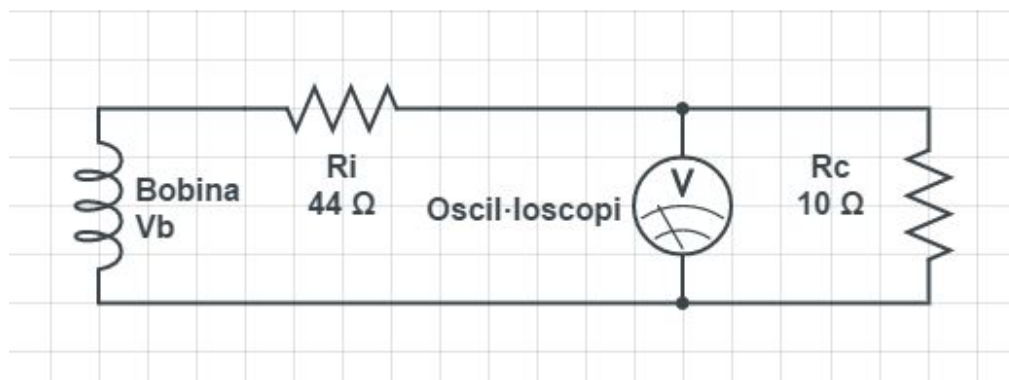 Ri
44 Ω
Bobina
Vb
Oscil·loscopi
V
Rc
10 Ω